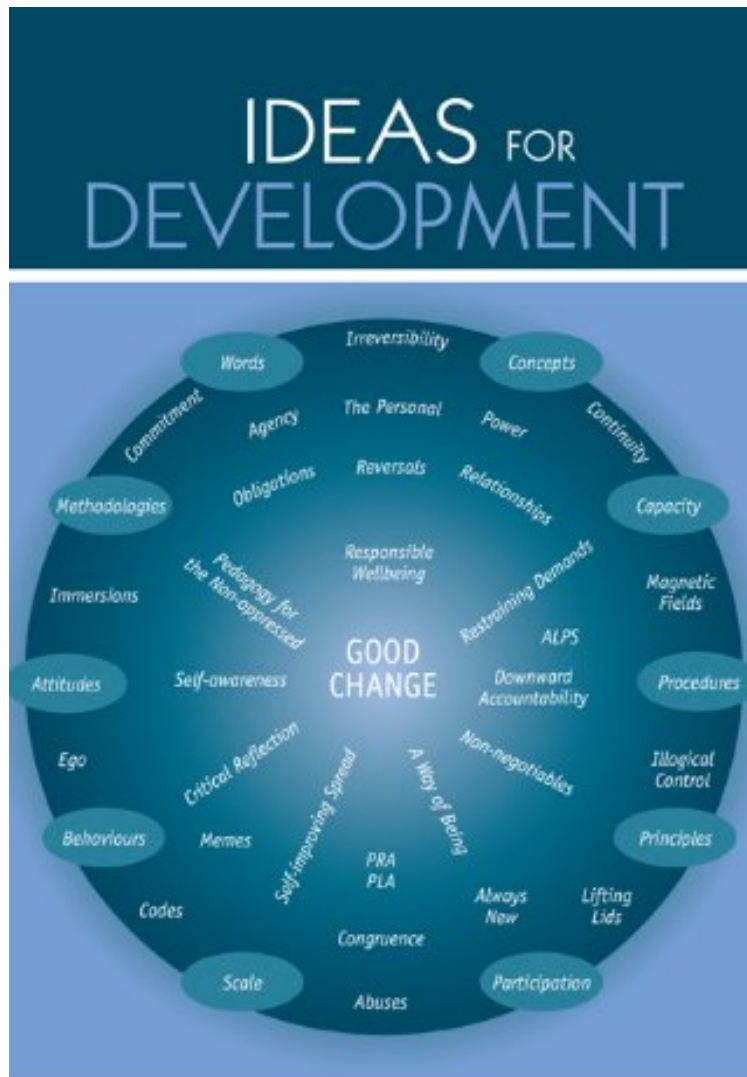 IDEAS FOR
DEVELOPMENT
Irreversibility
Words
Concepts
Commitment
Agency
The Personal
Power
Continuity
Methodologies
Obligations
Reversals
Relationships
Capacity
Responsible
Wellbeing
Pedagogy for
the Non-oppressed
Restraining Demands
Immersions
Magnetic
Fields
ALPS
GOOD
CHANGE
Attitudes
Self-awareness
Downward
Accountability
Procedures
Ego
Critical Reflection
Self-improving Spread
A Way of Being
Non-negotiables
Illogical
Control
Behaviours
Memes
Principles
PRA
PLA
Codes
Always
New
Lifting
Lids
Congruence
Scale
Participation
Abuses